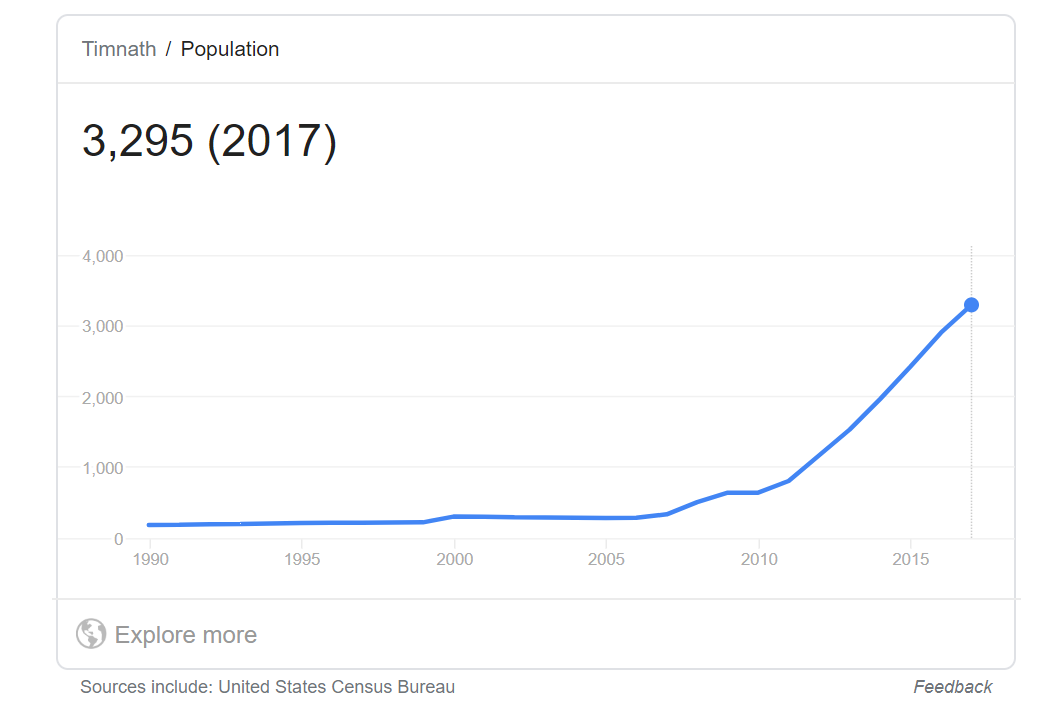 Timnath / Population
3,295 (2017)
4,000
3,000
2,000
1,000
0
1990 1995 2000 2005 2010 2015
Explore more
Sources include: United States Census Bureau Feedback